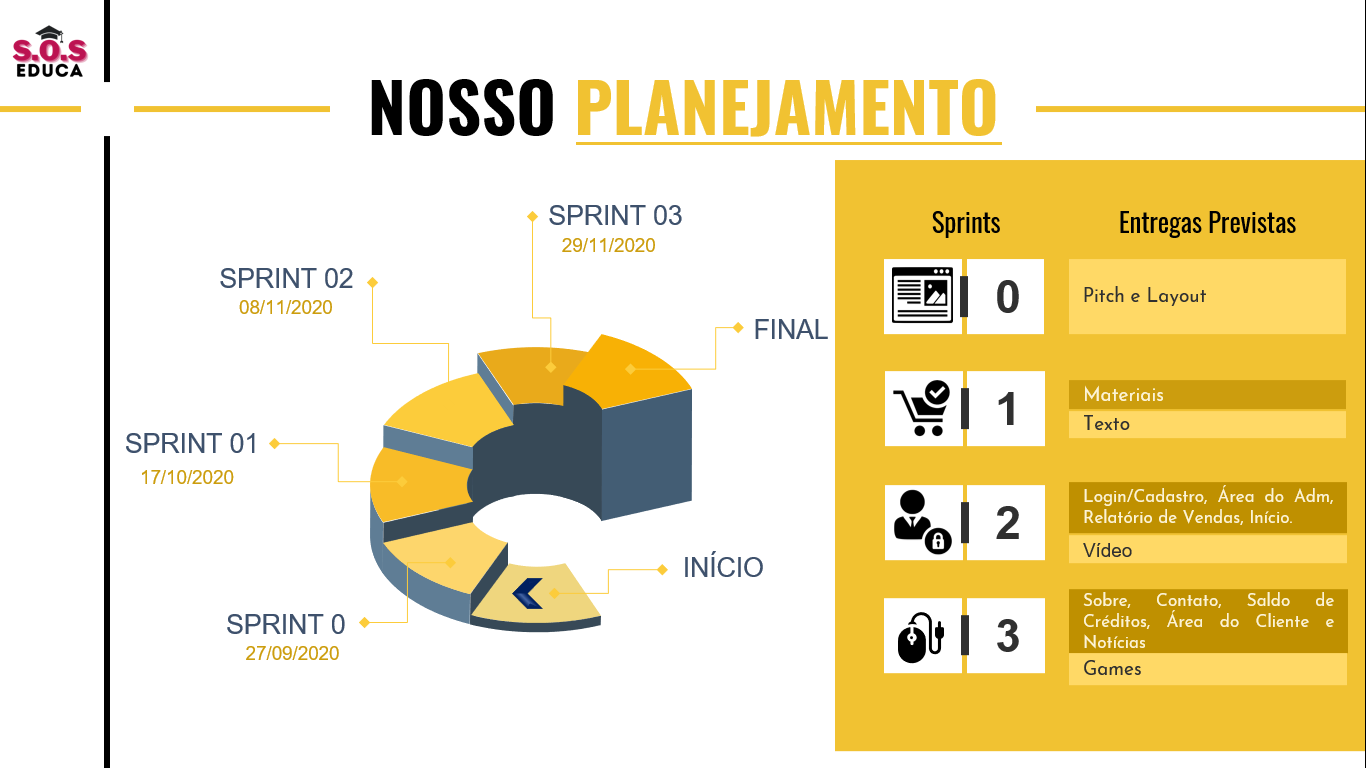 S.O.S
EDUCA
NOSSO PLANEJAMENTO
SPRINT 03
29/11/2020
SPRINT 02
08/11/2020
FINAL
SPRINT 01
17/10/2020
INÍCIO
SPRINT 0
27/09/2020
Sprints
Entregas Previstas
0
Pitch e Layout
1
Materiais
Texto
2
Login/Cadastro, Área do Adm,
Relatório de Vendas, Início.
Vídeo
3
Sobre, Contato, Saldo de
Créditos, Área do Cliente e
Notícias
Games